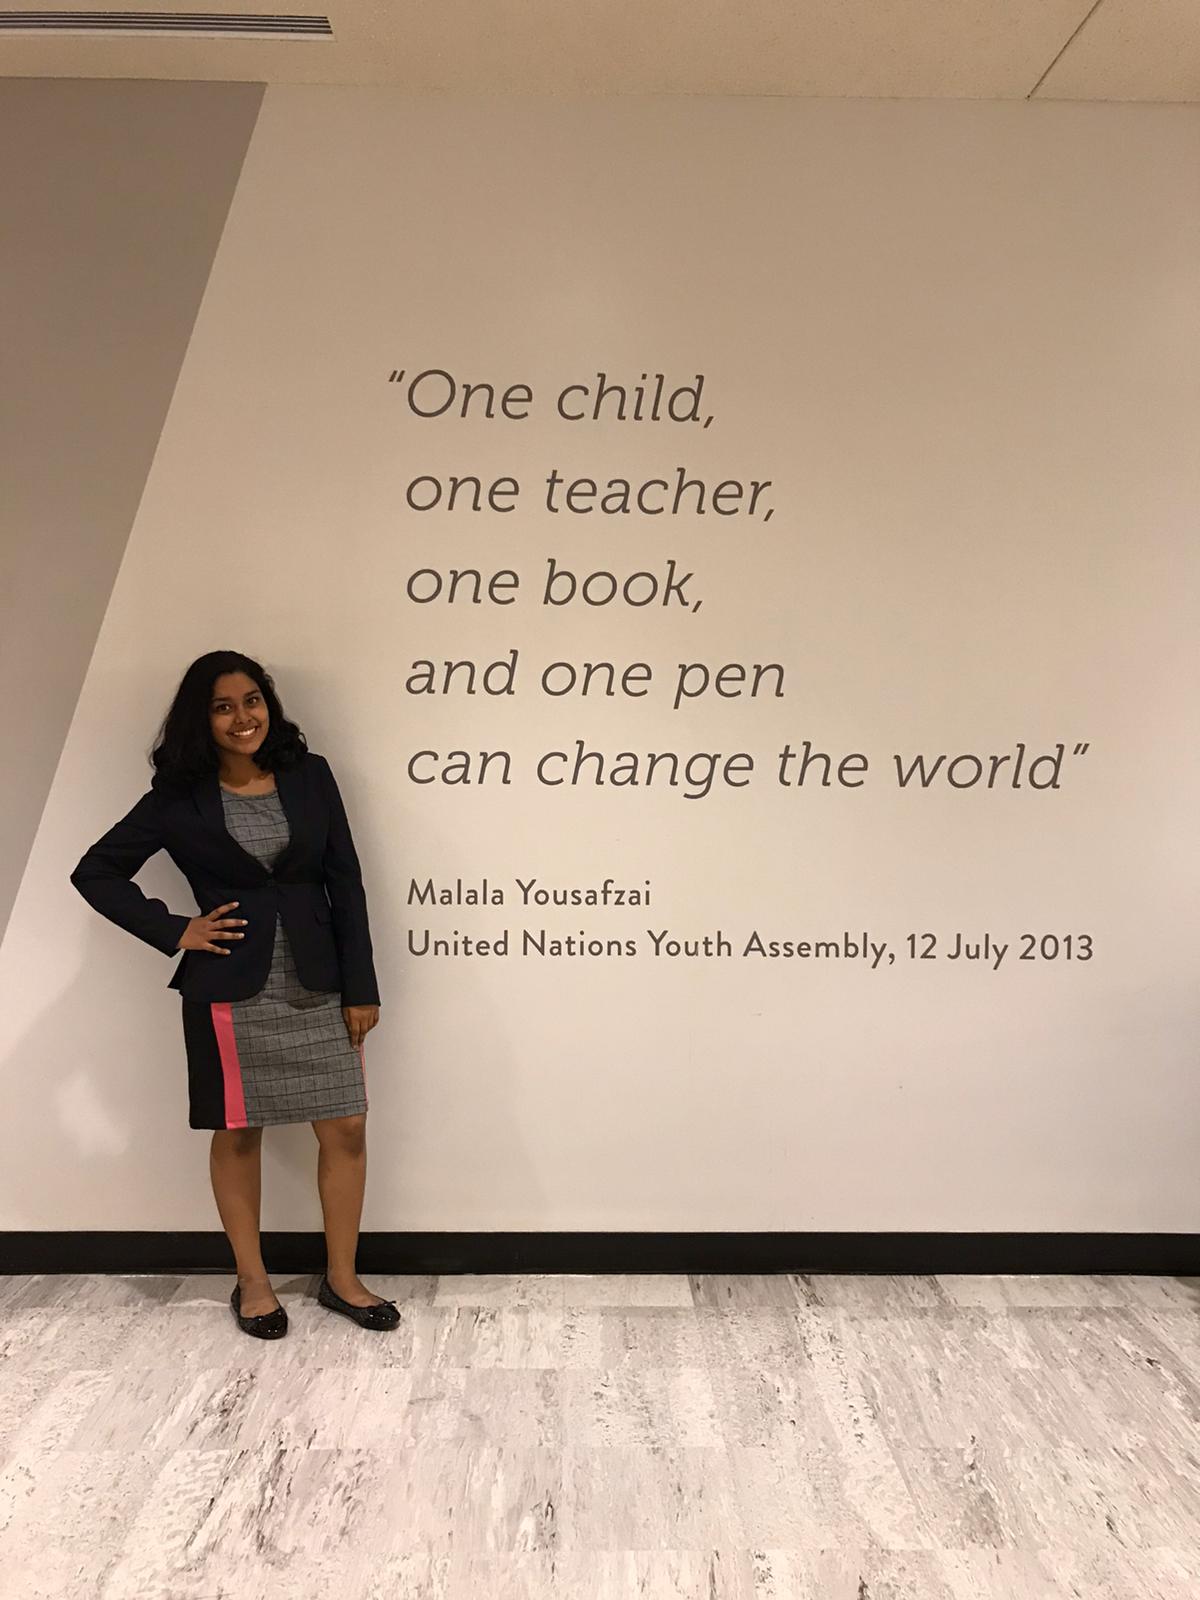 “One child,
one teacher,
one book,
and one pen
can change the world”
Malala Yousafzai
United Nations Youth Assembly, 12 July 2013